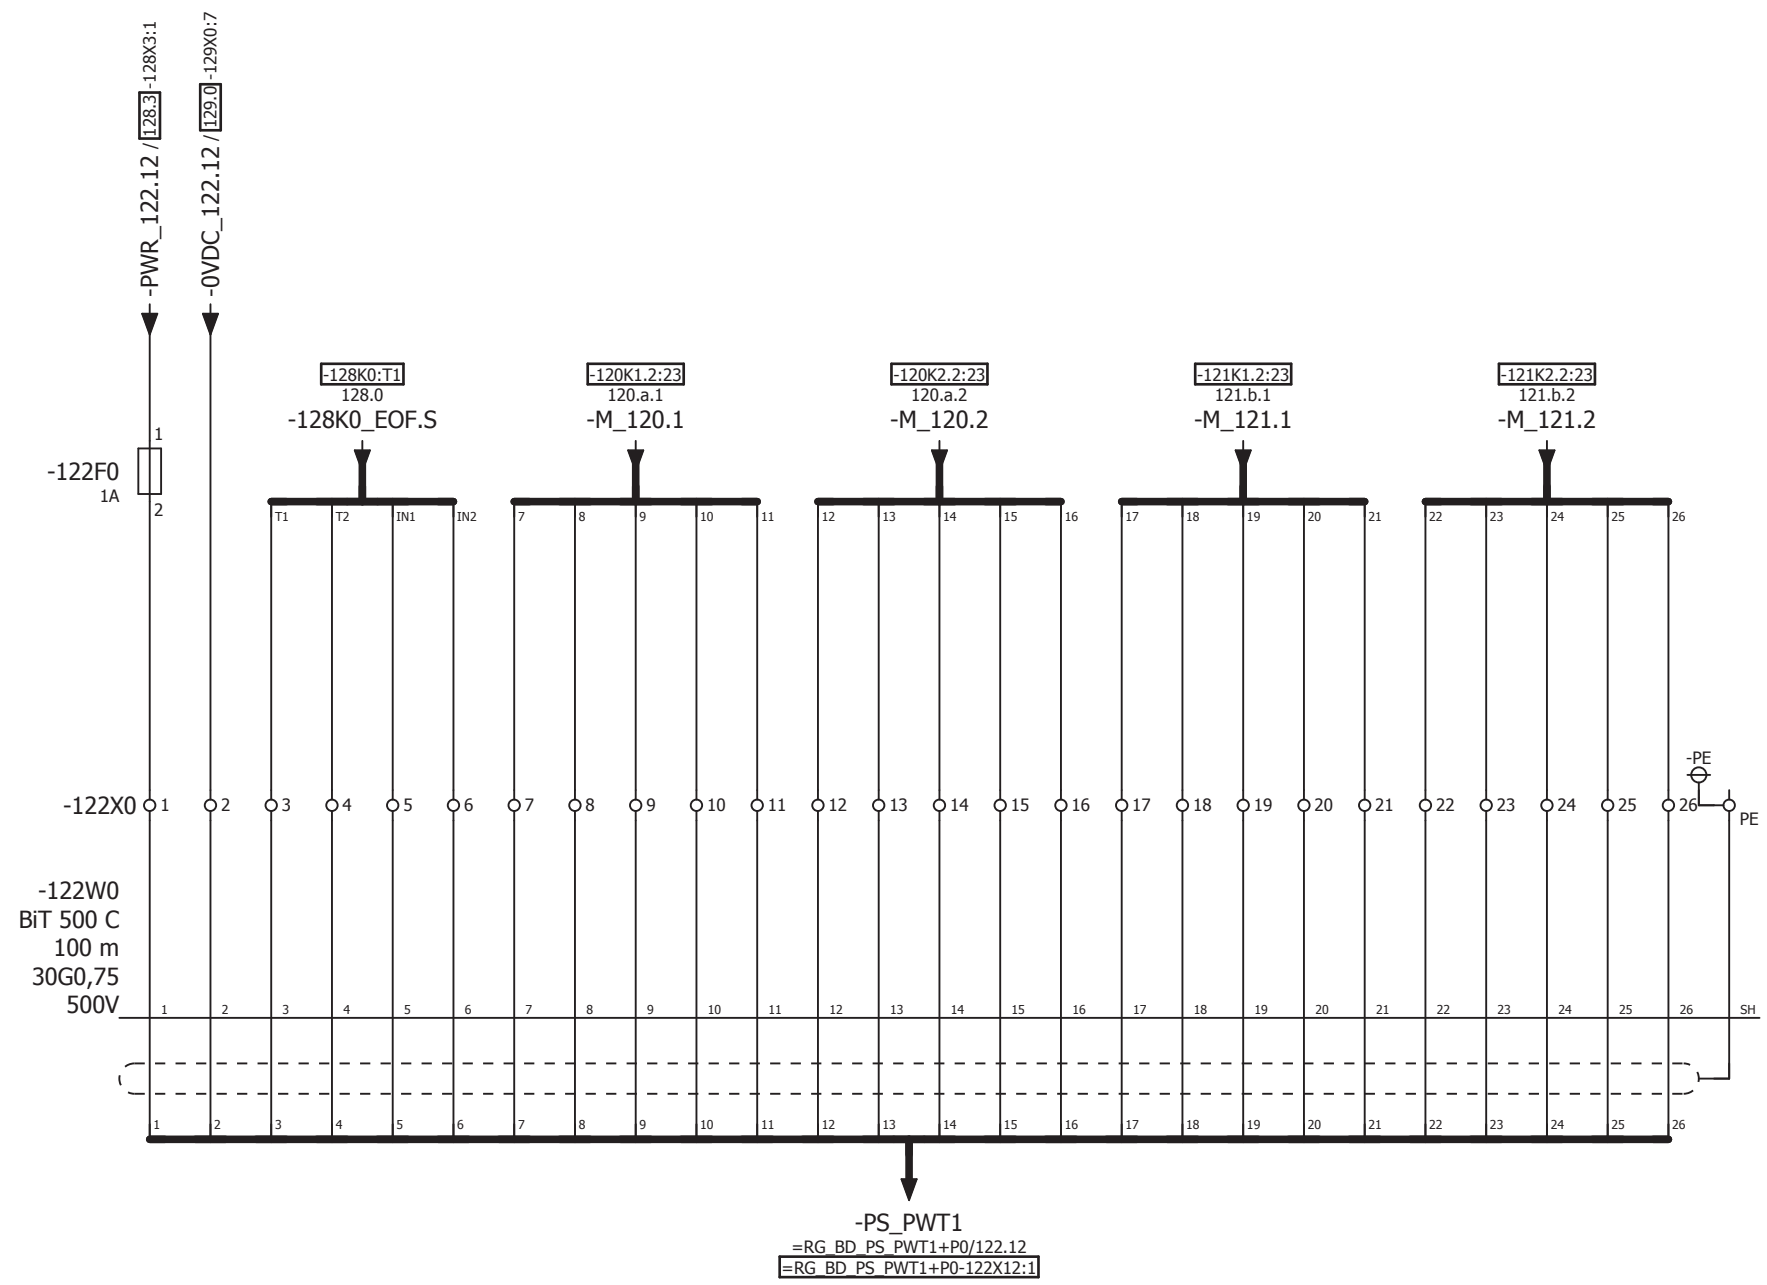 -PWR_122.12 / 128.3 -128X3:1
-0VDC_122.12 / 129.0 -129X0:7
-128K0:T1
128.0
-128K0_EOF.S
-120K1.2:23
120.a.1
-M_120.1
-120K2.2:23
120.a.2
-M_120.2
-121K1.2:23
121.b.1
-M_121.1
-121K2.2:23
121.b.2
-M_121.2
1
-122F0
1A
2
T1 T2 IN1 IN2 7 8 9 10 11 12 13 14 15 16 17 18 19 20 21 22 23 24 25 26
-PE
-122X0 1 2 3 4 5 6 7 8 9 10 11 12 13 14 15 16 17 18 19 20 21 22 23 24 25 26
PE
-122W0
BiT 500 C
100 m
30G0,75
500V
1 2 3 4 5 6 7 8 9 10 11 12 13 14 15 16 17 18 19 20 21 22 23 24 25 26 SH
1 2 3 4 5 6 7 8 9 10 11 12 13 14 15 16 17 18 19 20 21 22 23 24 25 26
-PS_PWT1
=RG_BD_PS_PWT1+P0/122.12
=RG_BD_PS_PWT1+P0-122X12:1